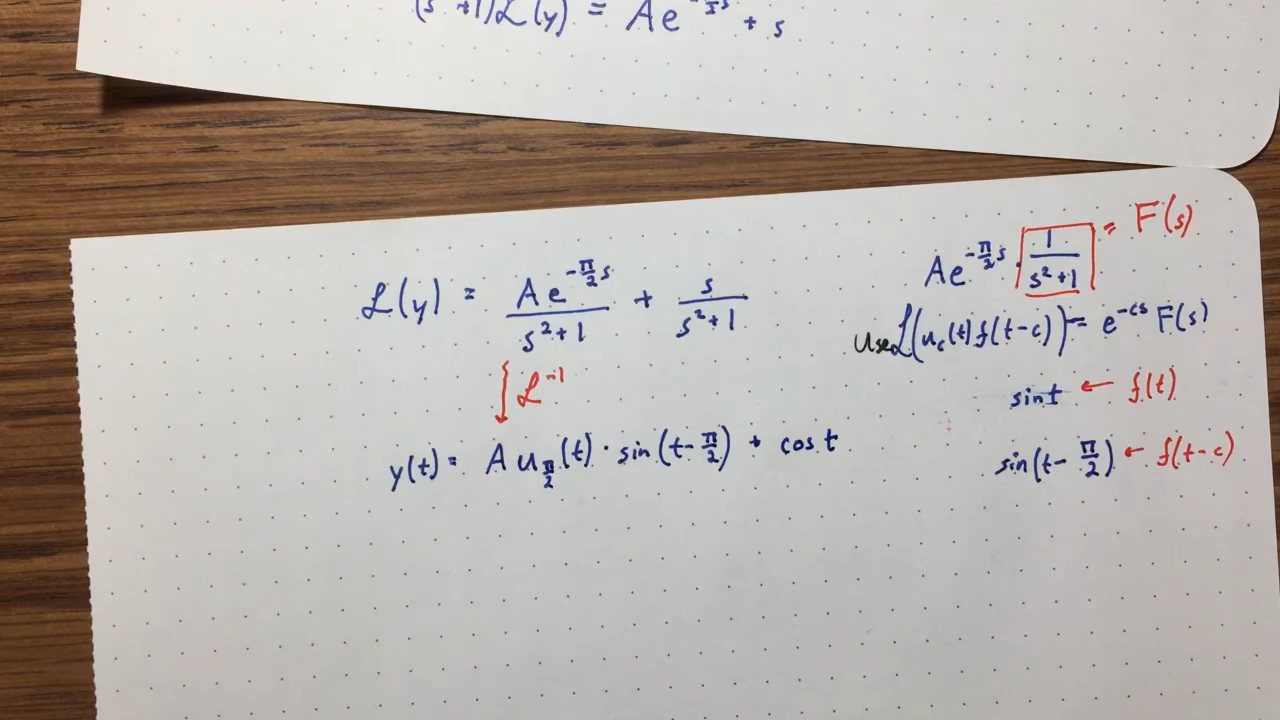 (s² +1)ℒ(y) = Ae^{-π/2 s} + s
ℒ(y) = Ae^{-π/2 s}/(s²+1) + s/(s²+1)
↓ ℒ⁻¹
y(t) = A u_{π/2}(t) · sin(t-π/2) + cos t
Ae^{-π/2 s} · 1/(s²+1) = F(s)
Use ℒ(u_c(t)f(t-c)) = e^{-cs} F(s)
sin t ← f(t)
sin(t-π/2) ← f(t-c)